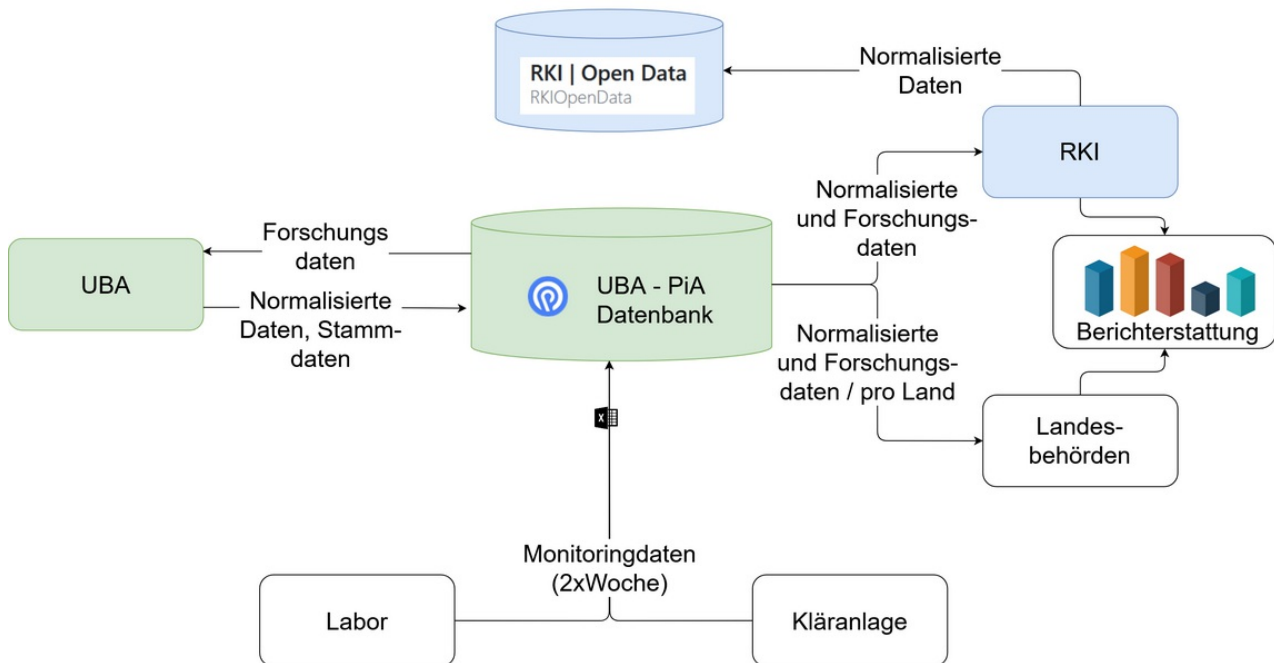 RKI | Open Data
RKIOpenData
Normalisierte
Daten
RKI
Normalisierte
und Forschungs-
daten
UBA
Forschungs
daten
Normalisierte
Daten, Stamm-
daten
UBA - PiA
Datenbank
Normalisierte
und Forschungs-
daten / pro Land
Berichterstattung
Landes-
behörden
X
Monitoringdaten
(2xWoche)
Labor
Kläranlage